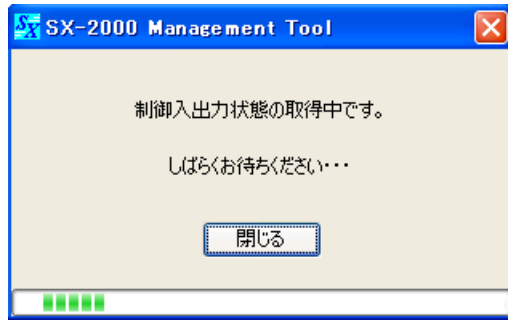 SX SX-2000 Management Tool
制御入出力状態の取得中です。
しばらくお待ちください・・・
閉じる